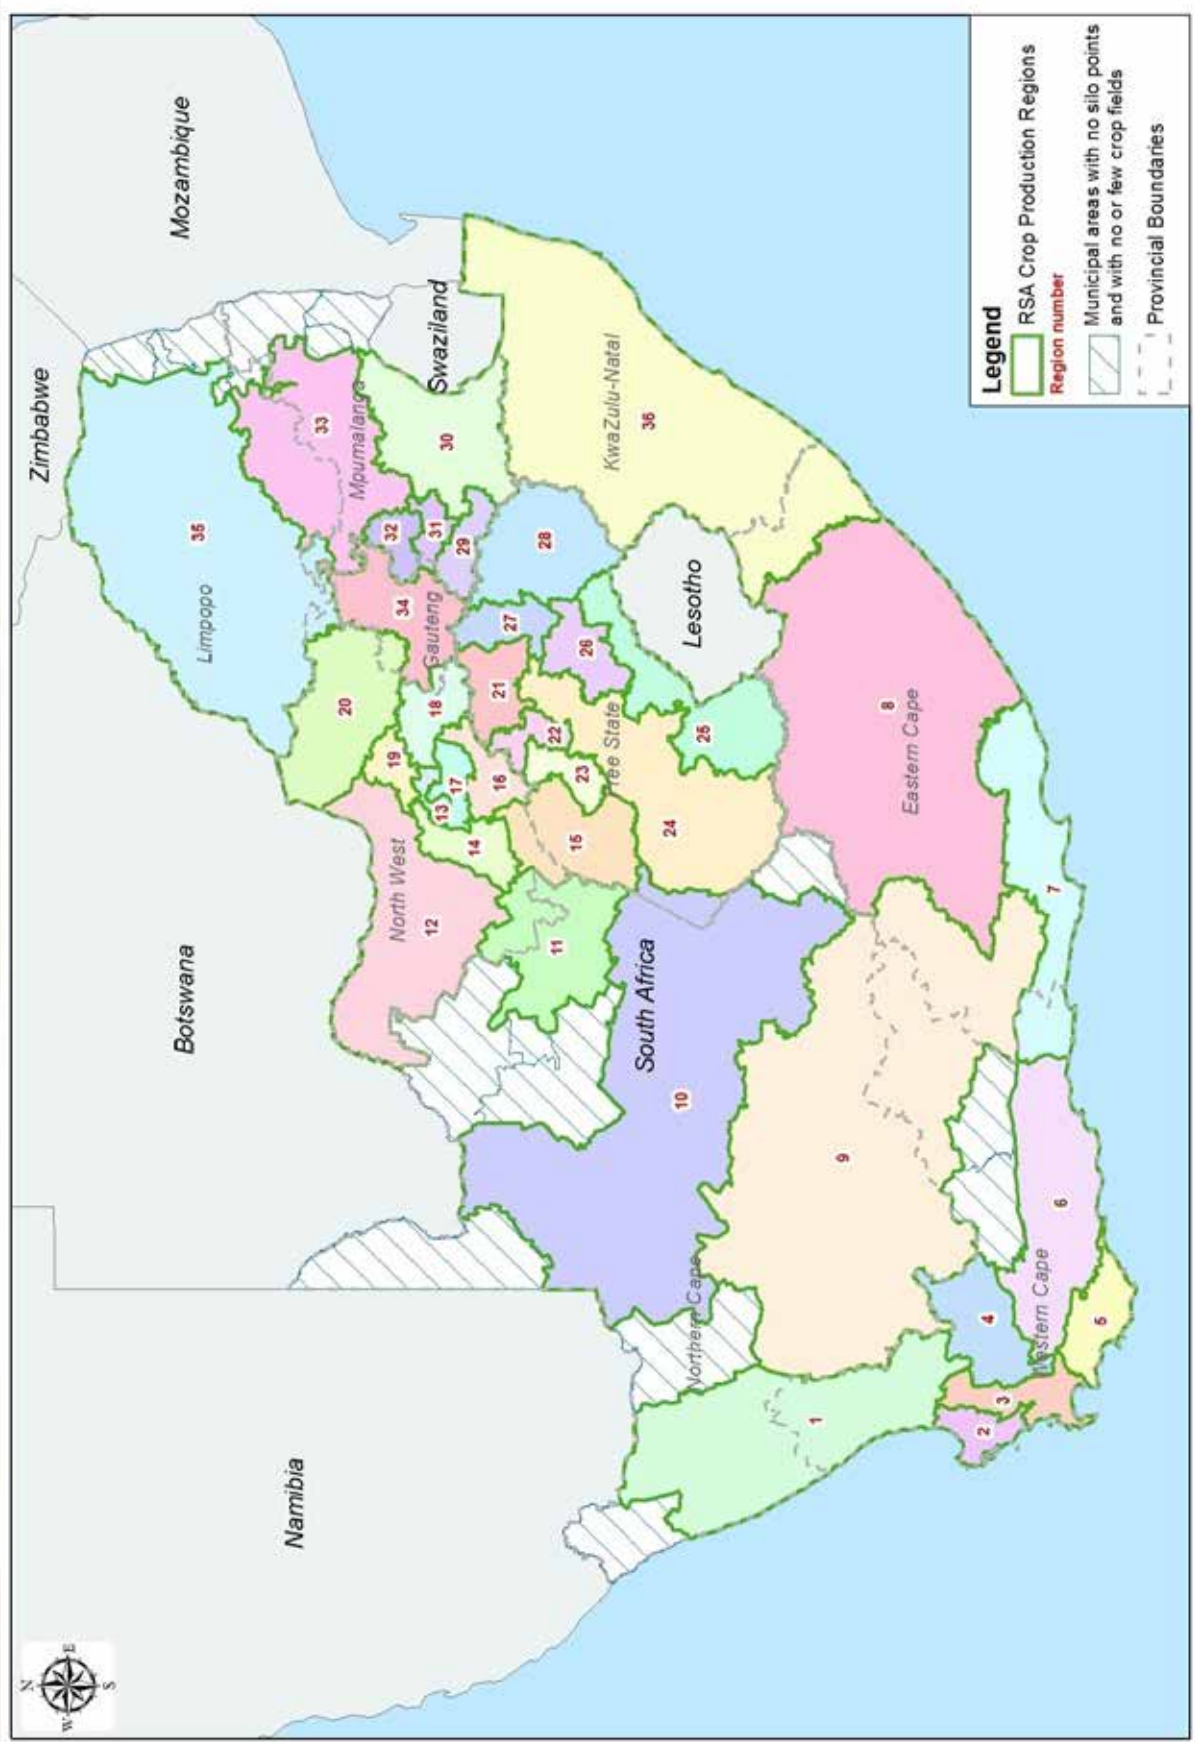 N
W
E
S
Namibia
Botswana
Zimbabwe
Mozambique
Swaziland
Lesotho
South Africa
Limpopo
Mpumalanga
Gauteng
North West
Free State
KwaZulu-Natal
Northern Cape
Eastern Cape
Western Cape
1
2
3
4
5
6
7
8
9
10
11
12
13
14
15
16
17
18
19
20
21
22
23
24
25
26
27
28
29
30
31
32
33
34
35
36
Legend
RSA Crop Production Regions
Region number
Municipal areas with no silo points
and with no or few crop fields
Provincial Boundaries